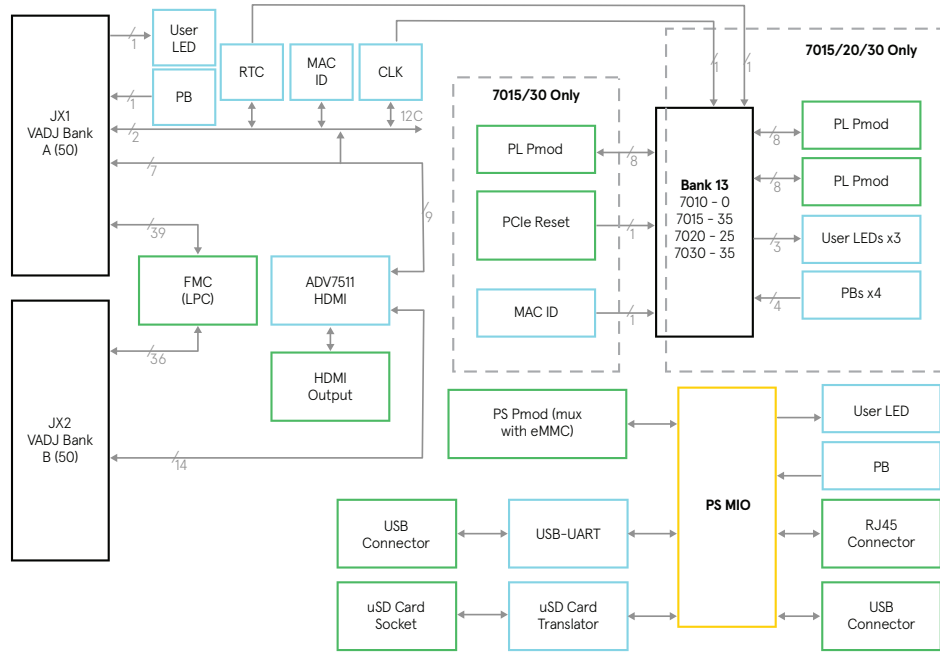 JX1
VADJ Bank
A (50)
1
User
LED
1
PB
RTC
MAC
ID
CLK
12C
2
7
9
39
FMC
(LPC)
ADV7511
HDMI
36
HDMI
Output
JX2
VADJ Bank
B (50)
14
7015/30 Only
PL Pmod
8
PCIe Reset
1
MAC ID
1
7015/20/30 Only
1
1
Bank 13
7010 - 0
7015 - 35
7020 - 25
7030 - 35
8
PL Pmod
8
PL Pmod
3
User LEDs x3
4
PBs x4
PS Pmod (mux
with eMMC)
PS MIO
User LED
PB
USB
Connector
USB-UART
RJ45
Connector
uSD Card
Socket
uSD Card
Translator
USB
Connector